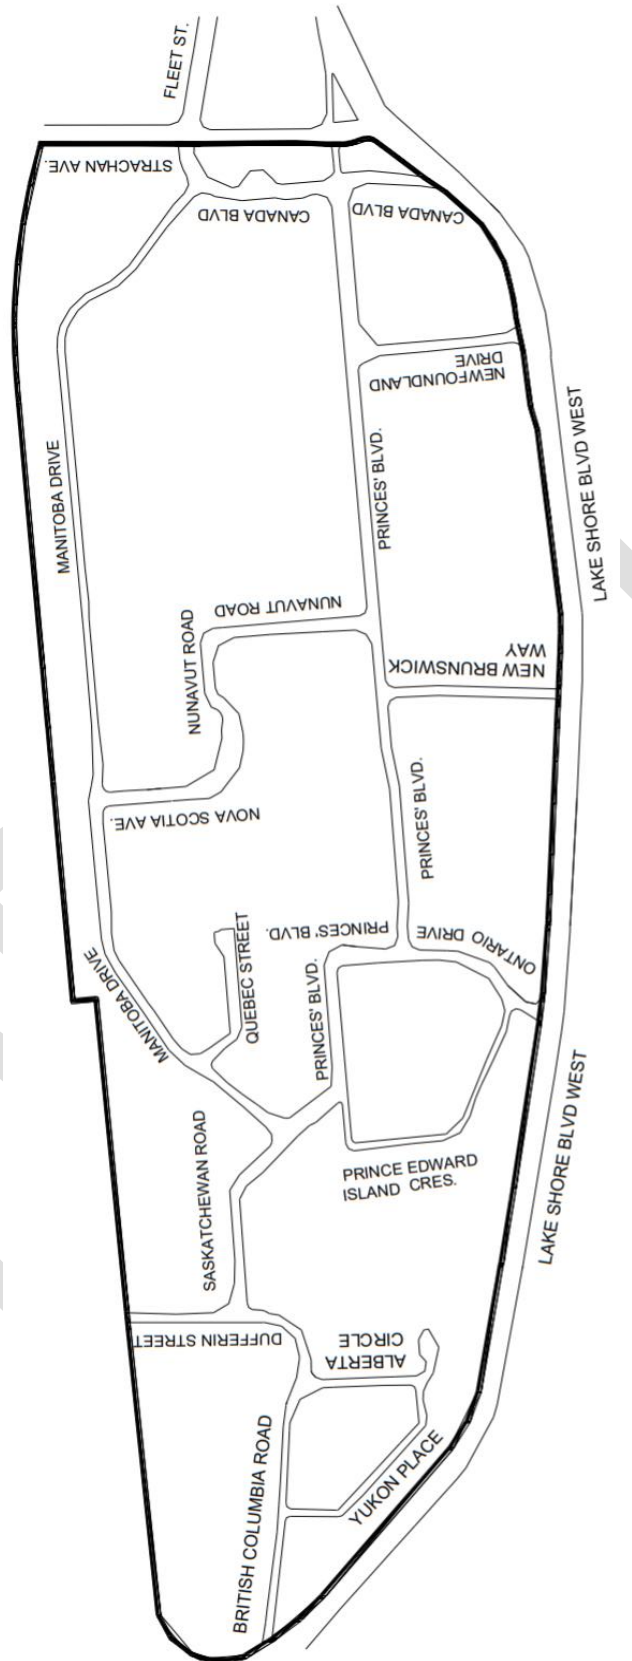 FLEET ST.
STRACHAN AVE.
CANADA BLVD
CANADA BLVD
NEWFOUNDLAND
DRIVE
LAKE SHORE BLVD WEST
MANITOBA DRIVE
PRINCES' BLVD.
NUNAVUT ROAD
NUNAVUT ROAD
NEW BRUNSWICK
WAY
NOVA SCOTIA AVE.
PRINCES' BLVD.
QUEBEC STREET
PRINCES' BLVD.
ONTARIO DRIVE
MANITOBA DRIVE
PRINCES' BLVD.
SASKATCHEWAN ROAD
PRINCE EDWARD
ISLAND CRES.
LAKE SHORE BLVD WEST
DUFFERIN STREET
ALBERTA
CIRCLE
BRITISH COLUMBIA ROAD
YUKON PLACE